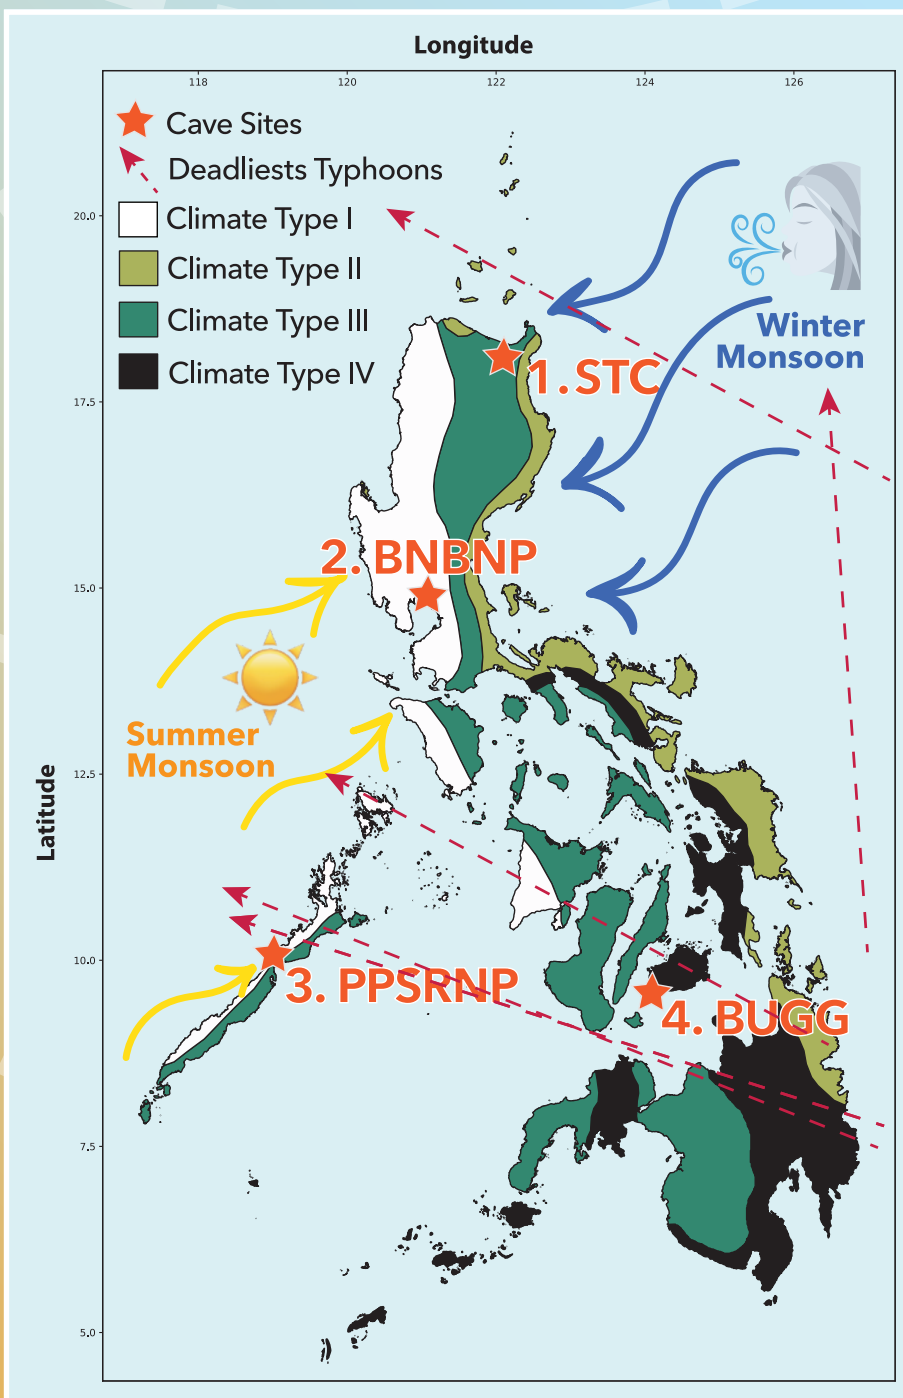 Longitude
118
120
122
124
126
Cave Sites
Deadliests Typhoons
Climate Type I
Climate Type II
Climate Type III
Climate Type IV
20.0
17.5
15.0
12.5
10.0
7.5
5.0
Latitude
Winter
Monsoon
1. STC
2. BNBNP
Summer
Monsoon
3. PPSRNP
4. BUGG